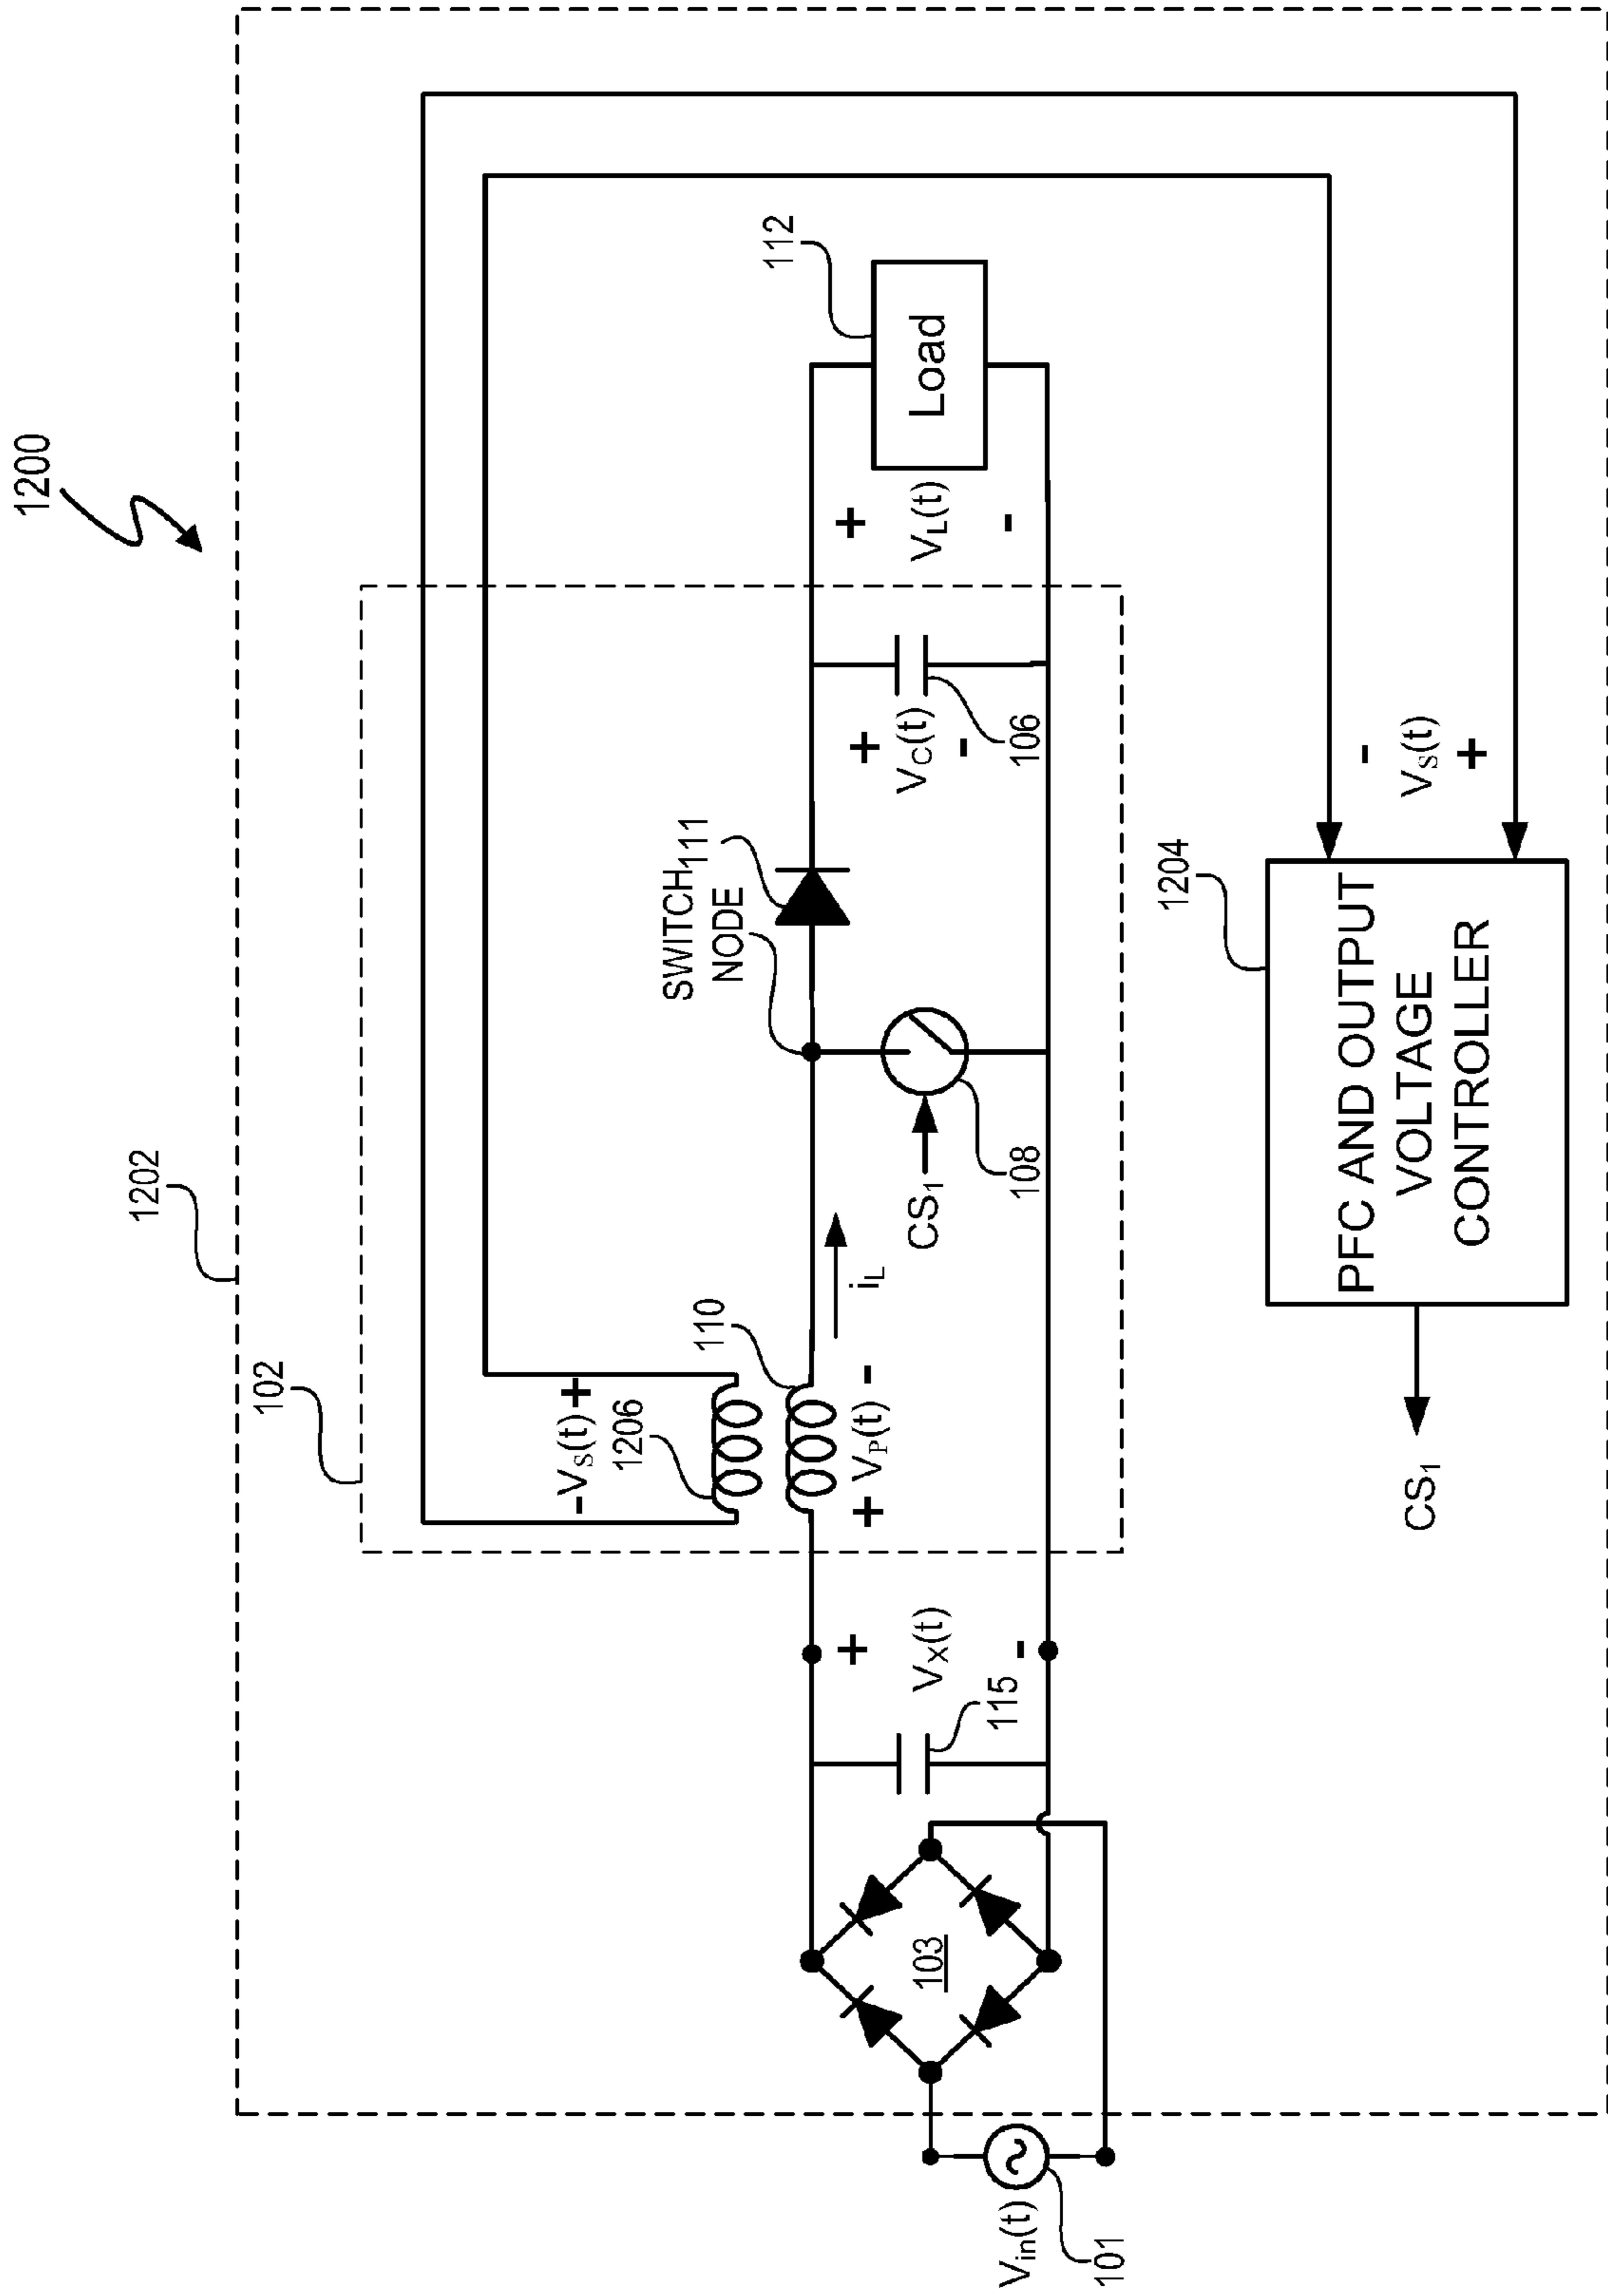 1200
1202
102
-Vs(t)+
1206
110
+ VP(t) -
iL
SWITCH
NODE
111
CS1
108
+
VC(t)
-
106
+
VL(t)
-
112
Load
+
VX(t)
-
115
103
Vin(t)
101
1204
PFC AND OUTPUT
VOLTAGE
CONTROLLER
-
Vs(t)
+
CS1